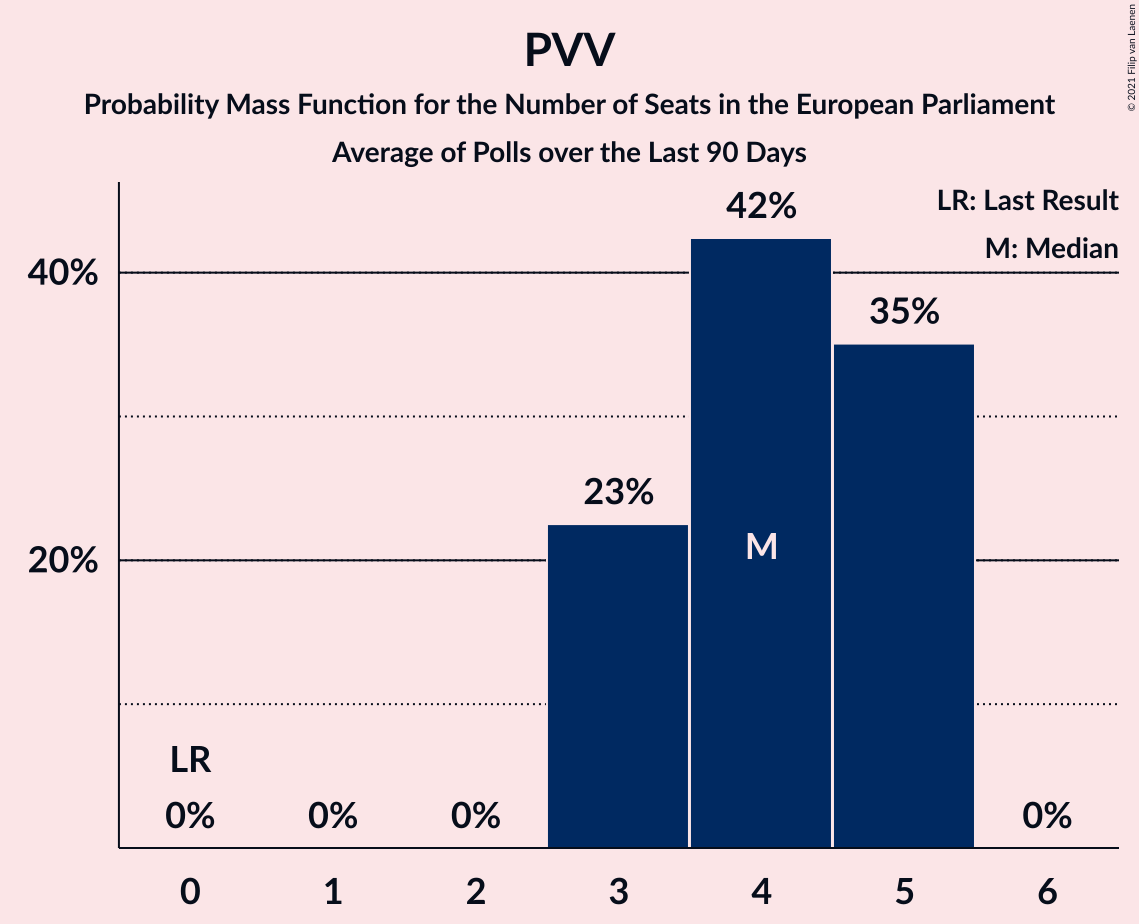 PVV
Probability Mass Function for the Number of Seats in the European Parliament
Average of Polls over the Last 90 Days
© 2021 Filip van Laenen
LR: Last Result
M: Median
42%
40%
35%
23%
M
20%
LR
0% 0% 0% 0%
0 1 2 3 4 5 6